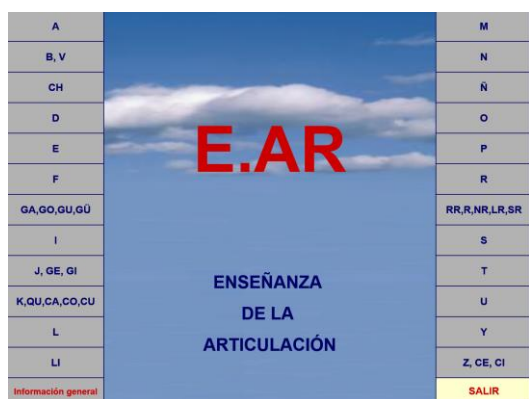 A
B, V
CH
D
E
F
GA,GO,GU,GÜ
I
J, GE, GI
K,QU,CA,CO,CU
L
Ll
Información general
E.AR
ENSEÑANZA
DE LA
ARTICULACIÓN
M
N
Ñ
O
P
R
RR,R,NR,LR,SR
S
T
U
Y
Z, CE, CI
SALIR